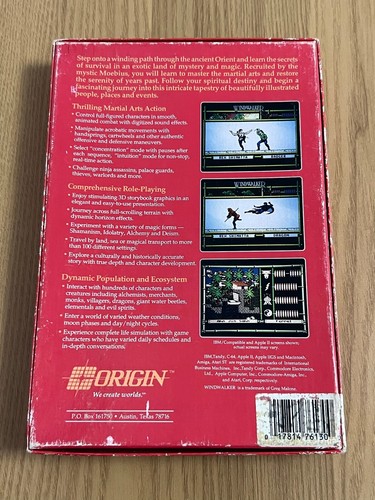 Step onto a winding path through the ancient Orient and learn the secrets
of survival in an exotic land of mystery and magic. Recruited by the
mystic Moebius, you will learn to master the martial arts and restore
the serenity of years past. Follow your spiritual destiny and begin a
fascinating journey into this intricate tapestry of beautifully illustrated
people, places and events.
Thrilling Martial Arts Action
• Control full-figured characters in smooth,
animated combat with digitized sound effects.
• Manipulate acrobatic movements with
handsprings, cartwheels and other authentic
offensive and defensive maneuvers.
• Select "concentration" mode with pauses after
each sequence, "intuition" mode for non-stop,
real-time action.
• Challenge ninja assassins, palace guards,
thieves, warlords and more.
Comprehensive Role-Playing
• Enjoy stimulating 3D storybook graphics in an
elegant and easy-to-use presentation.
• Journey across full-scrolling terrain with
dynamic horizon effects.
• Experiment with a variety of magic forms —
Shamanism, Idolatry, Alchemy and Deism.
• Travel by land, sea or magical transport to more
than 100 different settings.
• Explore a culturally and historically accurate
story with true depth and character development.
Dynamic Population and Ecosystem
• Interact with hundreds of characters and
creatures including alchemists, merchants,
monks, villagers, dragons, giant water beetles,
elementals and evil spirits.
• Enter a world of varied weather conditions,
moon phases and day/night cycles.
• Experience complete life simulation with game
characters who have varied daily schedules and
in-depth conversations.
WINDWALKER
WINDWALKER
IBM/Compatible and Apple II screens shown;
actual screens may vary.
IBM, Tandy, C-64, Apple II, Apple IIGS and Macintosh,
Amiga, Atari ST are registered trademarks of International
Business Machines, Inc., Tandy Corp., Commodore Electronics,
Ltd., Apple Computer, Inc., Commodore-Amiga, Inc.,
and Atari, Corp. respectively.
WINDWALKER is a trademark of Greg Malone.
ORIGIN™
We create worlds.™
P.O. Box 161750 • Austin, Texas 78716
0 17814 76130